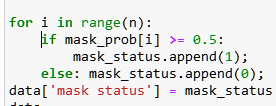 for i in range(n):
    if mask_prob[i] >= 0.5:
        mask_status.append(1);
    else: mask_status.append(0);
data['mask status'] = mask_status